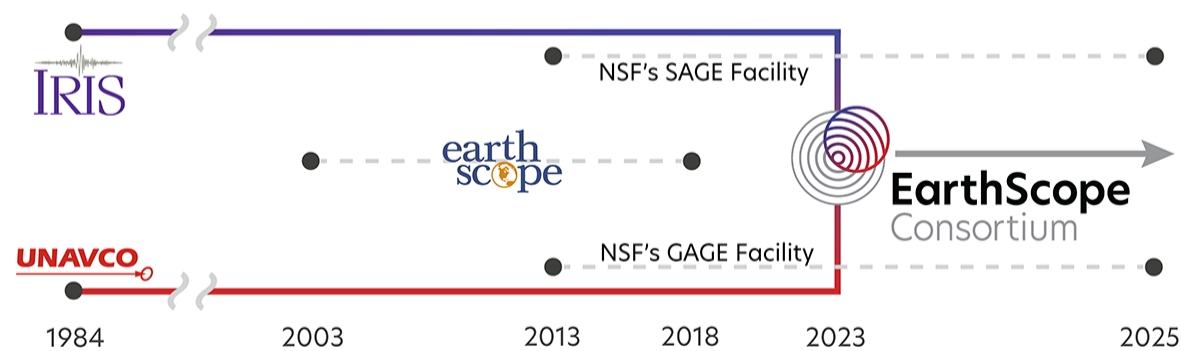 IRIS
NSF's SAGE Facility
earth
scope
EarthScope
Consortium
UNAVCO
NSF's GAGE Facility
1984 2003 2013 2018 2023 2025